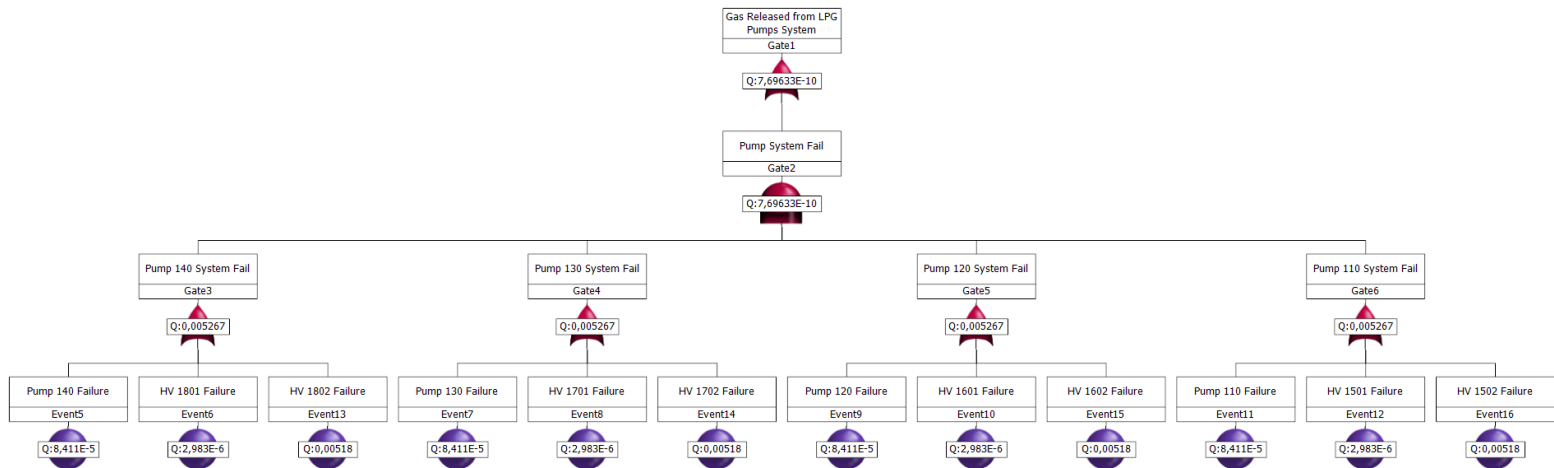 Gas Released from LPG
Pumps System
Gate1
Q:7,69633E-10
Pump System Fail
Gate2
Q:7,69633E-10
Pump 140 System Fail
Gate3
Q:0,005267
Pump 130 System Fail
Gate4
Q:0,005267
Pump 120 System Fail
Gate5
Q:0,005267
Pump 110 System Fail
Gate6
Q:0,005267
Pump 140 Failure
Event5
Q:8,411E-5
HV 1801 Failure
Event6
Q:2,983E-6
HV 1802 Failure
Event13
Q:0,00518
Pump 130 Failure
Event7
Q:8,411E-5
HV 1701 Failure
Event8
Q:2,983E-6
HV 1702 Failure
Event14
Q:0,00518
Pump 120 Failure
Event9
Q:8,411E-5
HV 1601 Failure
Event10
Q:2,983E-6
HV 1602 Failure
Event15
Q:0,00518
Pump 110 Failure
Event11
Q:8,411E-5
HV 1501 Failure
Event12
Q:2,983E-6
HV 1502 Failure
Event16
Q:0,00518